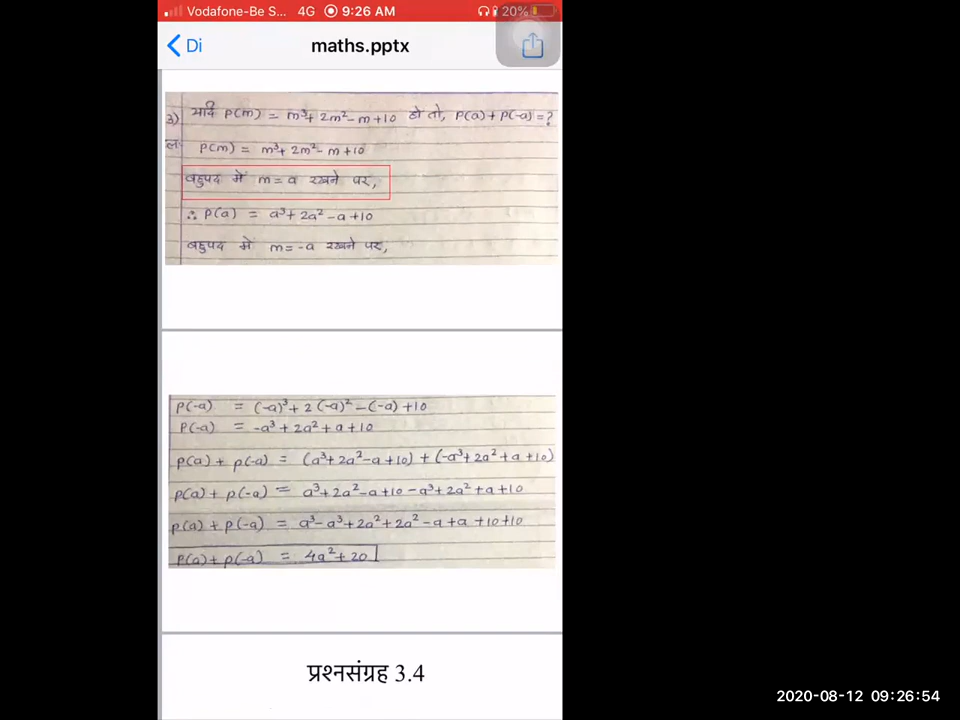 Vodafone-Be S... 4G 9:26 AM 20%
Di maths.pptx
3) यदि P(m) = m³+ 2m²- m +10 हो तो, P(a) + P(-a) = ?
P(m) = m³+ 2m²- m +10
बहुपद में m = a रखने पर,
∴ P(a) = a³+ 2a² - a +10
बहुपद में m = -a रखने पर,
P(-a) = (-a)³ + 2 (-a)² - (-a) +10
P(-a) = -a³ + 2a² + a + 10
p(a) + p(-a) = (a³+2a²-a+10) + (-a³+2a²+a+10)
p(a) + p(-a) = a³+2a²-a+10 -a³+2a²+a+10
p(a) + p(-a) = a³-a³+2a²+2a²-a+a+10+10
p(a) + p(-a) = 4a²+20
प्रश्नसंग्रह 3.4
2020-08-12 09:26:54